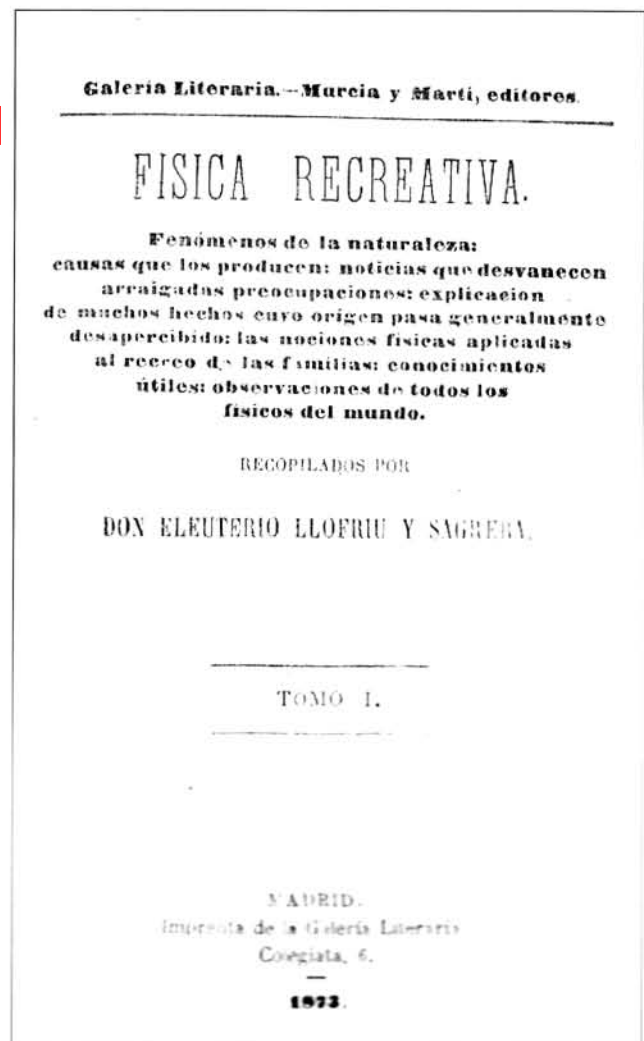 Galería Literaria.—Murcia y Martí, editores.
FISICA RECREATIVA.
Fenómenos de la naturaleza:
causas que los producen: noticias que desvanecen
arraigadas preocupaciones: explicacion
de muchos hechos cuyo origen pasa generalmente
desapercibido: las nociones físicas aplicadas
al recreo de las familias: conocimientos
útiles: observaciones de todos los
físicos del mundo.
RECOPILADOS POR
DON ELEUTERIO LLOFRIU Y SAGRERA.
TOMO I.
MADRID.
Imprenta de la Galería Literaria
Colegiata, 6.
1873.